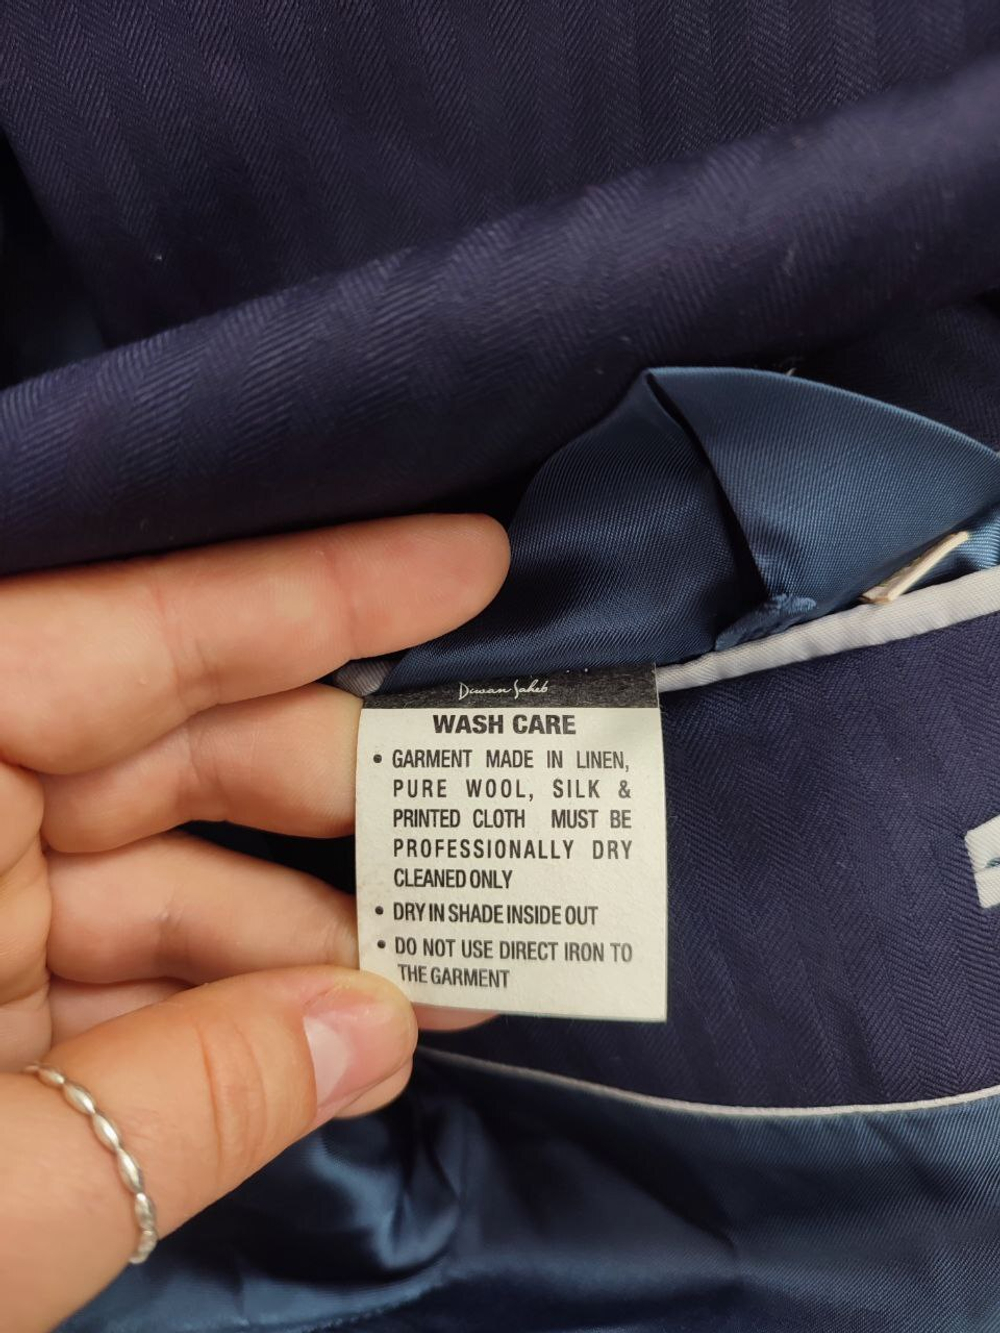 Diwan Saheb
WASH CARE
• GARMENT MADE IN LINEN,
PURE WOOL, SILK &
PRINTED CLOTH MUST BE
PROFESSIONALLY DRY
CLEANED ONLY
• DRY IN SHADE INSIDE OUT
• DO NOT USE DIRECT IRON TO
THE GARMENT